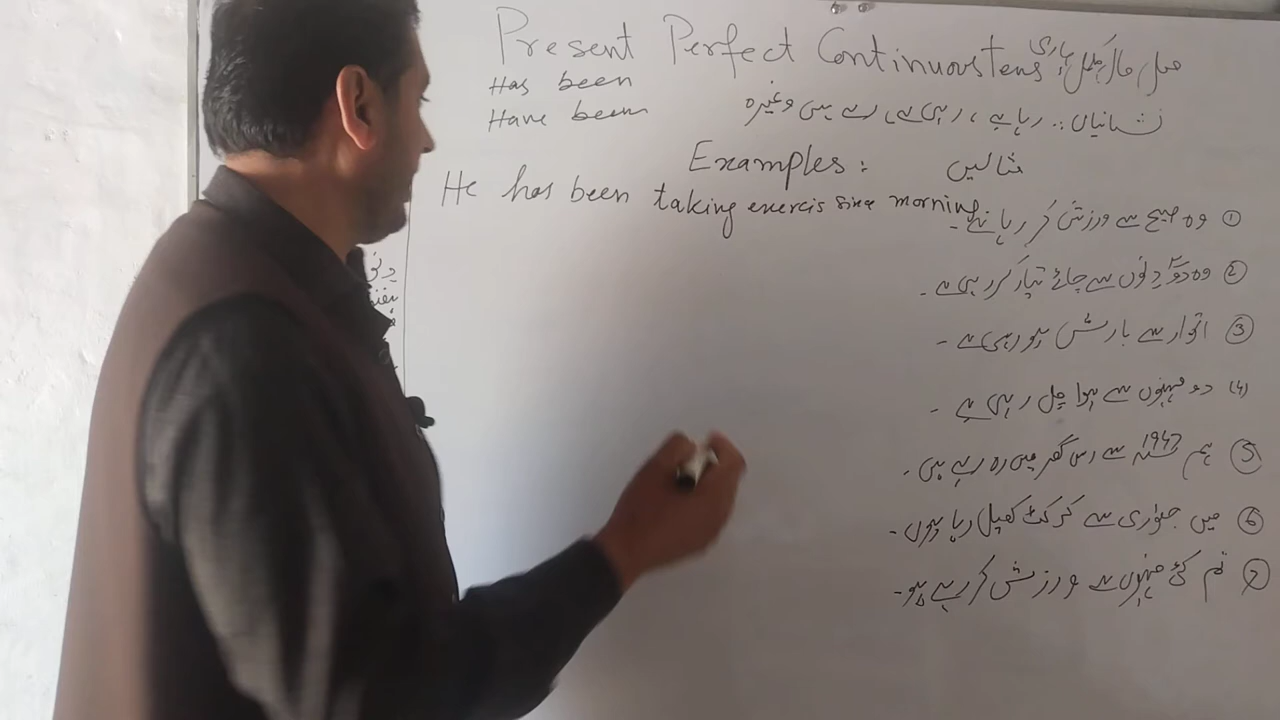 Present Perfect Continuous tens فعل حال مکمل جاری
Has been
Have been
نشانیاں:۔ رہا ہے، رہی ہے، رہے ہیں وغیرہ
Examples: مثالیں
He has been taking exercis since morning
① وہ صبح سے ورزش کر رہا ہے۔
② وہ دو دنوں سے چائے تیار کر رہی ہے۔
③ اتوار سے بارش ہو رہی ہے۔
(4) دو مہینوں سے ہوا چل رہی ہے۔
⑤ ہم 1947 سے اس گھر میں رہ رہے ہیں۔
⑥ میں جنوری سے کرکٹ کھیل رہا ہوں۔
⑦ تم کئی مہینوں سے ورزش کر رہے ہو۔